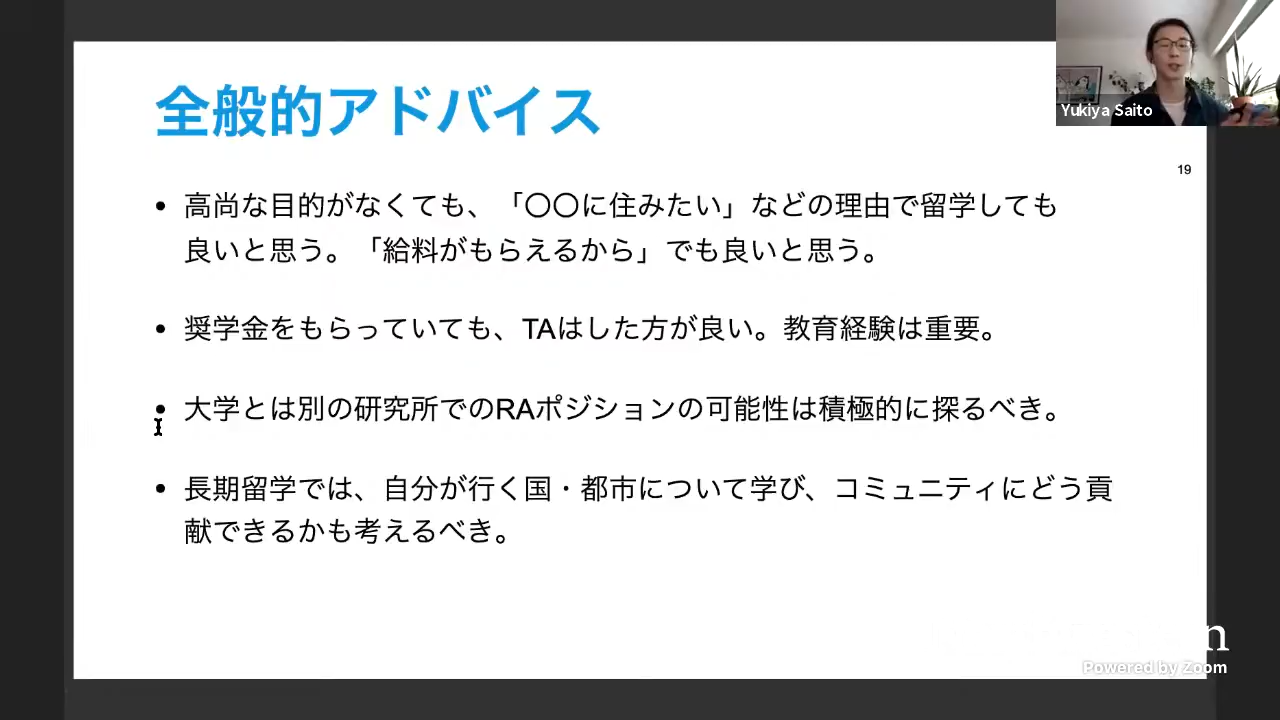 全般的アドバイス
Yukiya Saito
19
• 高尚な目的がなくても、「〇〇に住みたい」などの理由で留学しても
良いと思う。「給料がもらえるから」でも良いと思う。
• 奨学金をもらっていても、TAはした方が良い。教育経験は重要。
• 大学とは別の研究所でのRAポジションの可能性は積極的に探るべき。
• 長期留学では、自分が行く国・都市について学び、コミュニティにどう貢
献できるかも考えるべき。
Powered by Zoom